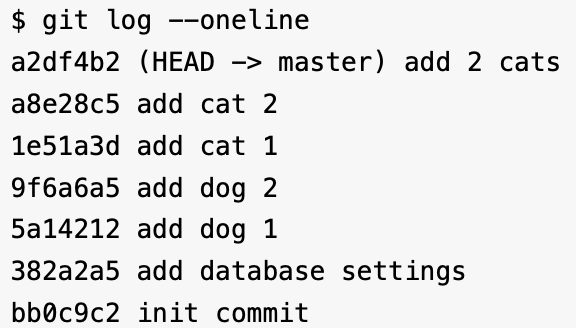 $ git log --oneline
a2df4b2 (HEAD -> master) add 2 cats
a8e28c5 add cat 2
1e51a3d add cat 1
9f6a6a5 add dog 2
5a14212 add dog 1
382a2a5 add database settings
bb0c9c2 init commit